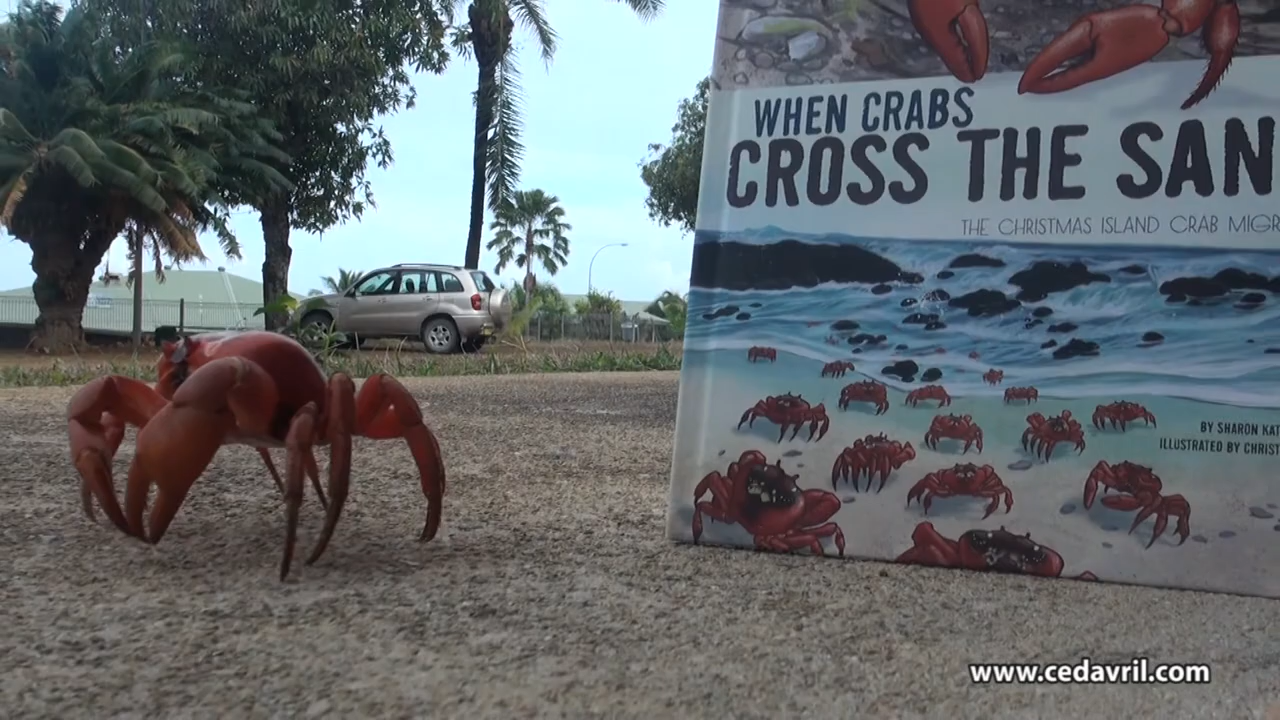 WHEN CRABS
CROSS THE SAN
THE CHRISTMAS ISLAND CRAB MIGR
BY SHARON KAT
ILLUSTRATED BY CHRIST
www.cedavril.com